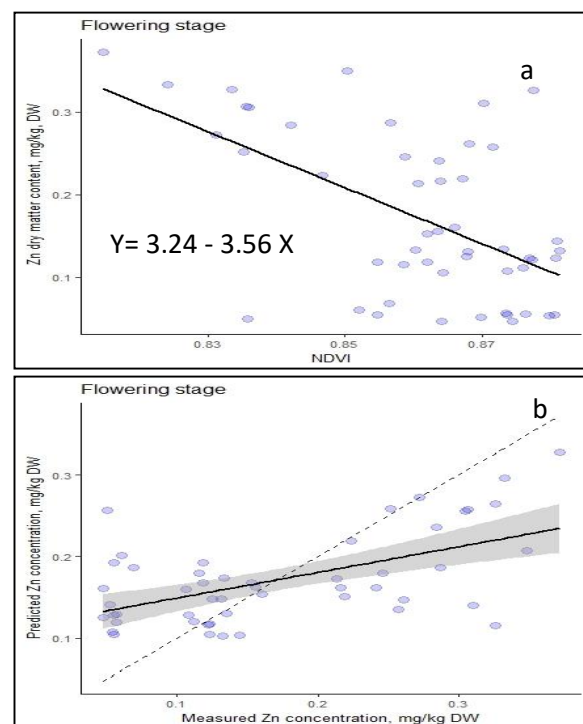 Flowering stage
a
Zn dry matter content, mg/kg, DW
0.3
0.2
0.1
Y= 3.24 - 3.56 X
0.83
0.85
0.87
NDVI
Flowering stage
b
Predicted Zn concentration, mg/kg DW
0.3
0.2
0.1
0.1
0.2
0.3
Measured Zn concentration, mg/kg DW